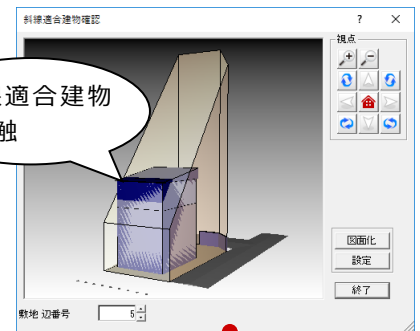 斜線適合建物確認
? ×
視点
適合建物
触
図面化
設定
終了
敷地 辺番号 5